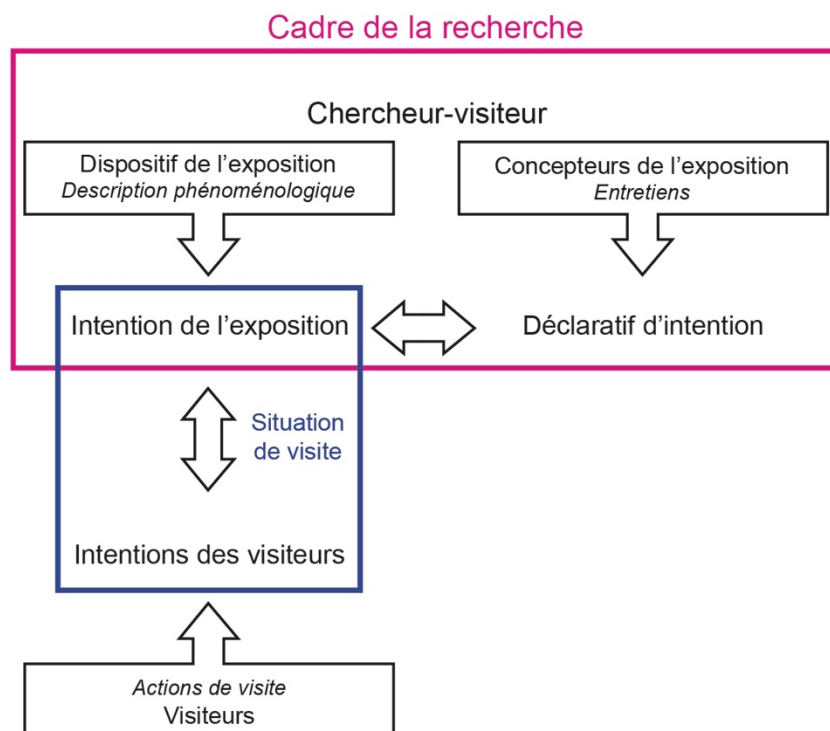 Cadre de la recherche
Chercheur-visiteur
Dispositif de l’exposition
Description phénoménologique
Concepteurs de l’exposition
Entretiens
Intention de l’exposition
Déclaratif d’intention
Situation
de visite
Intentions des visiteurs
Actions de visite
Visiteurs